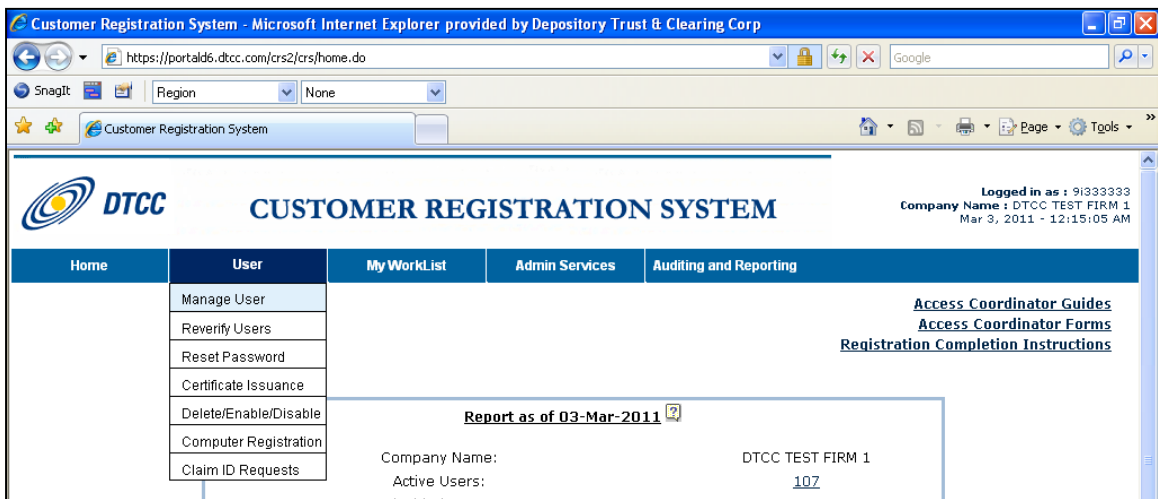 Customer Registration System - Microsoft Internet Explorer provided by Depository Trust & Clearing Corp
https://portald6.dtcc.com/crs2/crs/home.do
Google
SnagIt
Region
None
Customer Registration System
Page
Tools
DTCC
CUSTOMER REGISTRATION SYSTEM
Logged in as : 9i333333
Company Name : DTCC TEST FIRM 1
Mar 3, 2011 - 12:15:05 AM
Home
User
My WorkList
Admin Services
Auditing and Reporting
Manage User
Reverify Users
Reset Password
Certificate Issuance
Delete/Enable/Disable
Computer Registration
Claim ID Requests
Access Coordinator Guides
Access Coordinator Forms
Registration Completion Instructions
Report as of 03-Mar-2011
Company Name: DTCC TEST FIRM 1
Active Users: 107